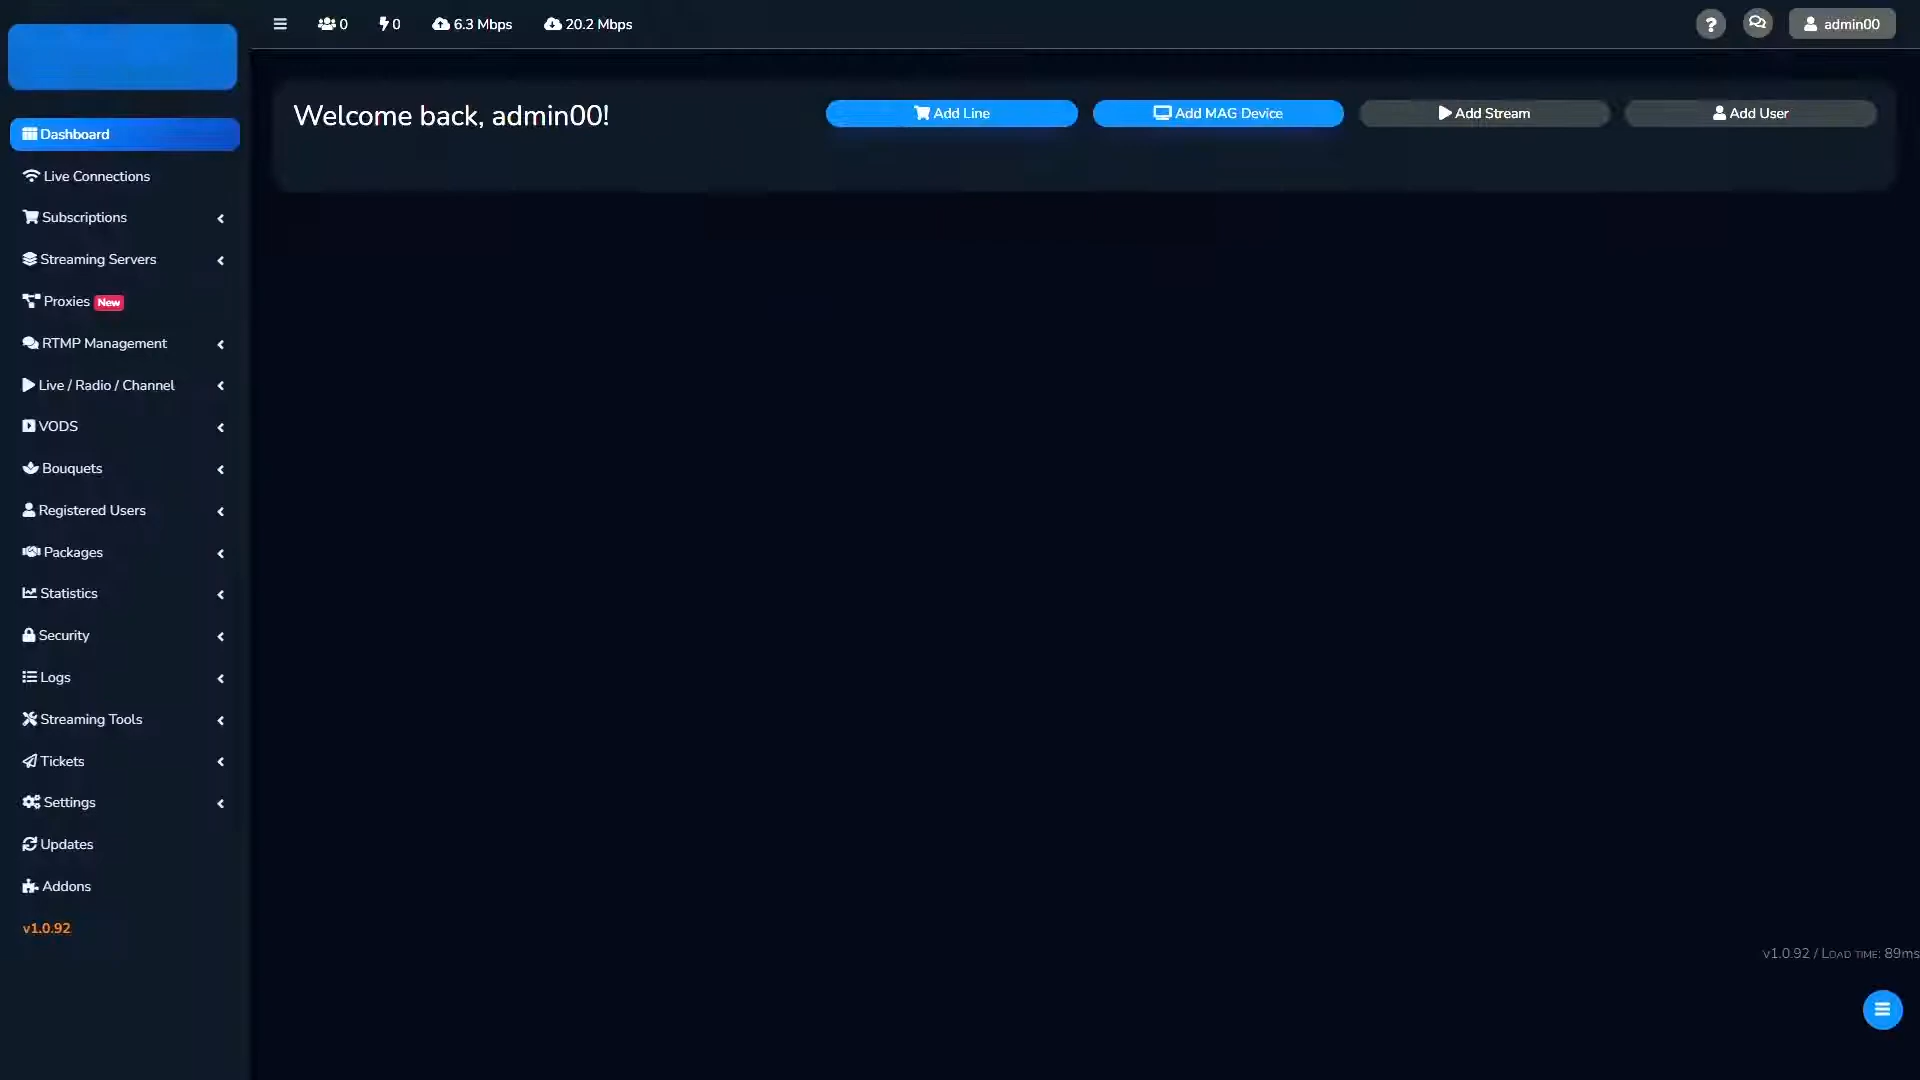 0 0 6.3 Mbps 20.2 Mbps ? admin00
Welcome back, admin00!
Add Line Add MAG Device Add Stream Add User
Dashboard
Live Connections
Subscriptions
Streaming Servers
Proxies New
RTMP Management
Live / Radio / Channel
VODS
Bouquets
Registered Users
Packages
Statistics
Security
Logs
Streaming Tools
Tickets
Settings
Updates
Addons
v1.0.92
v1.0.92 / Load time: 89ms